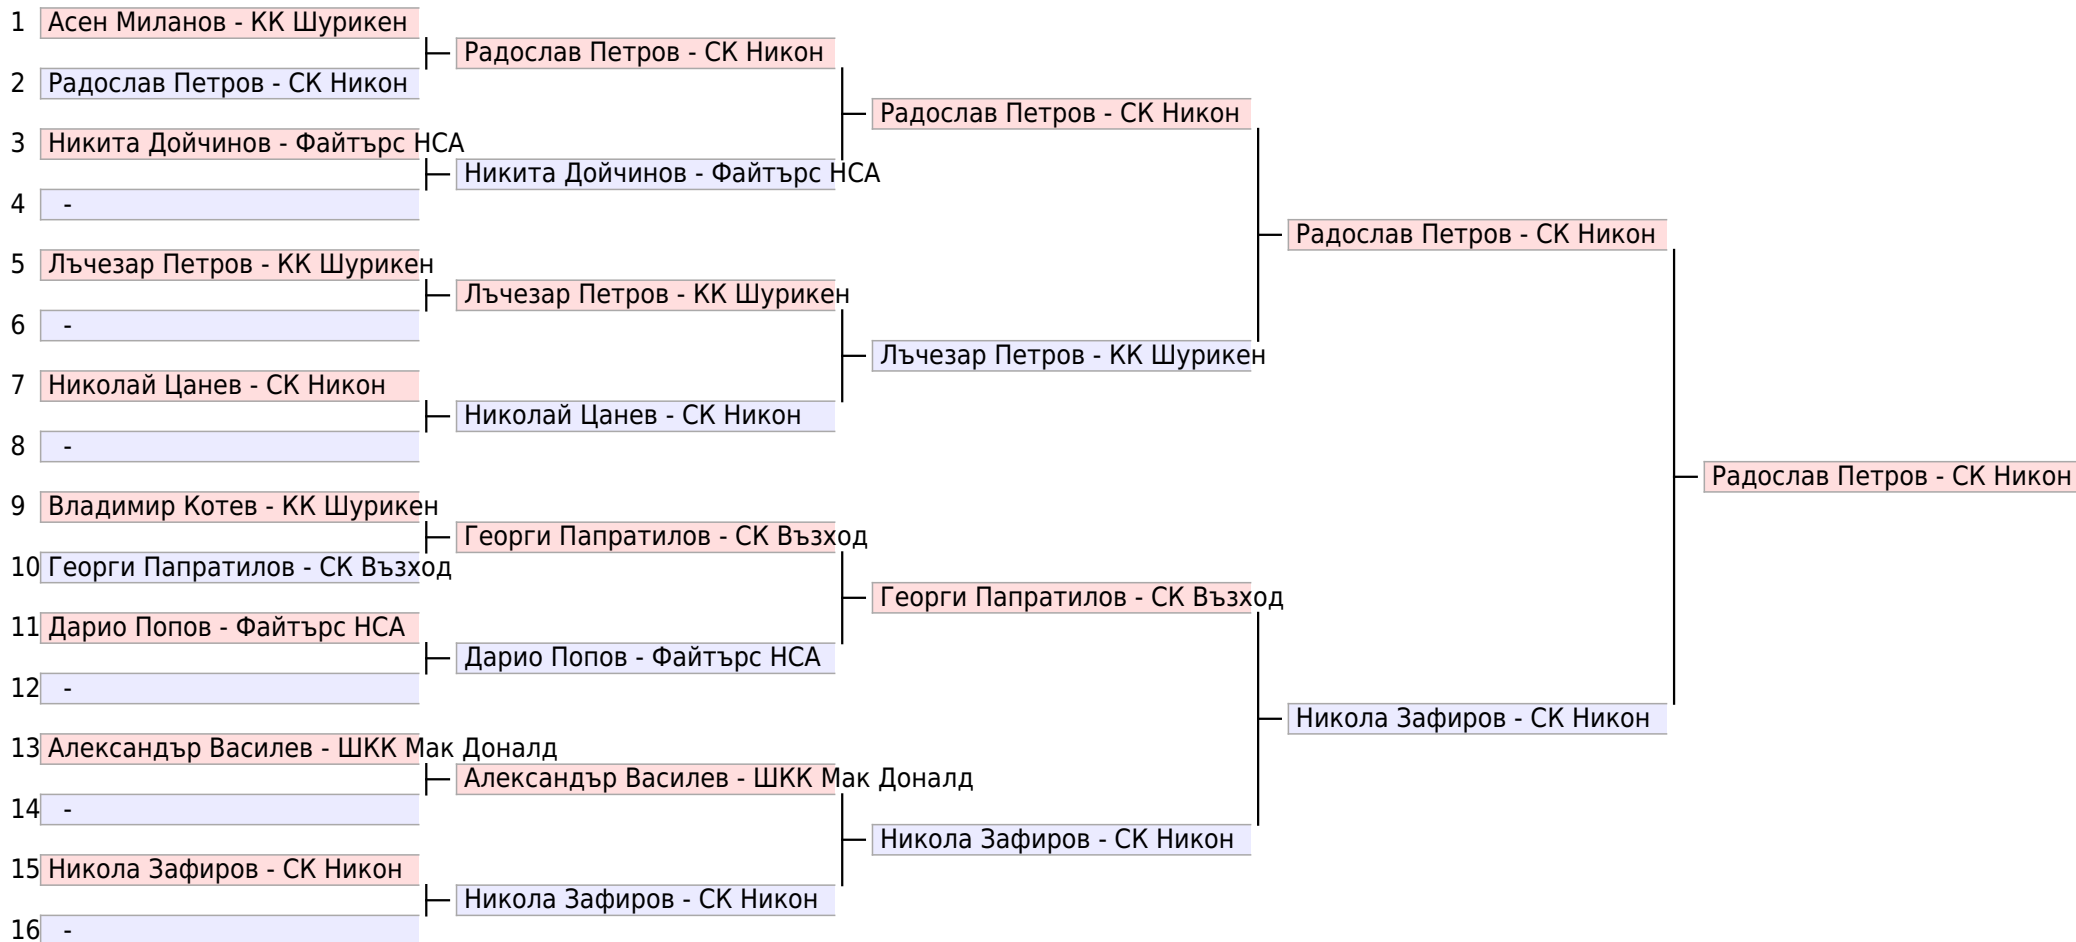 1 Асен Миланов - КК Шурикен
Радослав Петров - СК Никон
2 Радослав Петров - СК Никон
Радослав Петров - СК Никон
3 Никита Дойчинов - Файтърс НСА
Никита Дойчинов - Файтърс НСА
4 -
Радослав Петров - СК Никон
5 Лъчезар Петров - КК Шурикен
Лъчезар Петров - КК Шурикен
6 -
Лъчезар Петров - КК Шурикен
7 Николай Цанев - СК Никон
Николай Цанев - СК Никон
8 -
Радослав Петров - СК Никон
9 Владимир Котев - КК Шурикен
Георги Папратилов - СК Възход
10 Георги Папратилов - СК Възход
Георги Папратилов - СК Възход
11 Дарио Попов - Файтърс НСА
Дарио Попов - Файтърс НСА
12 -
Никола Зафиров - СК Никон
13 Александър Василев - ШКК Мак Доналд
Александър Василев - ШКК Мак Доналд
14 -
Никола Зафиров - СК Никон
15 Никола Зафиров - СК Никон
Никола Зафиров - СК Никон
16 -